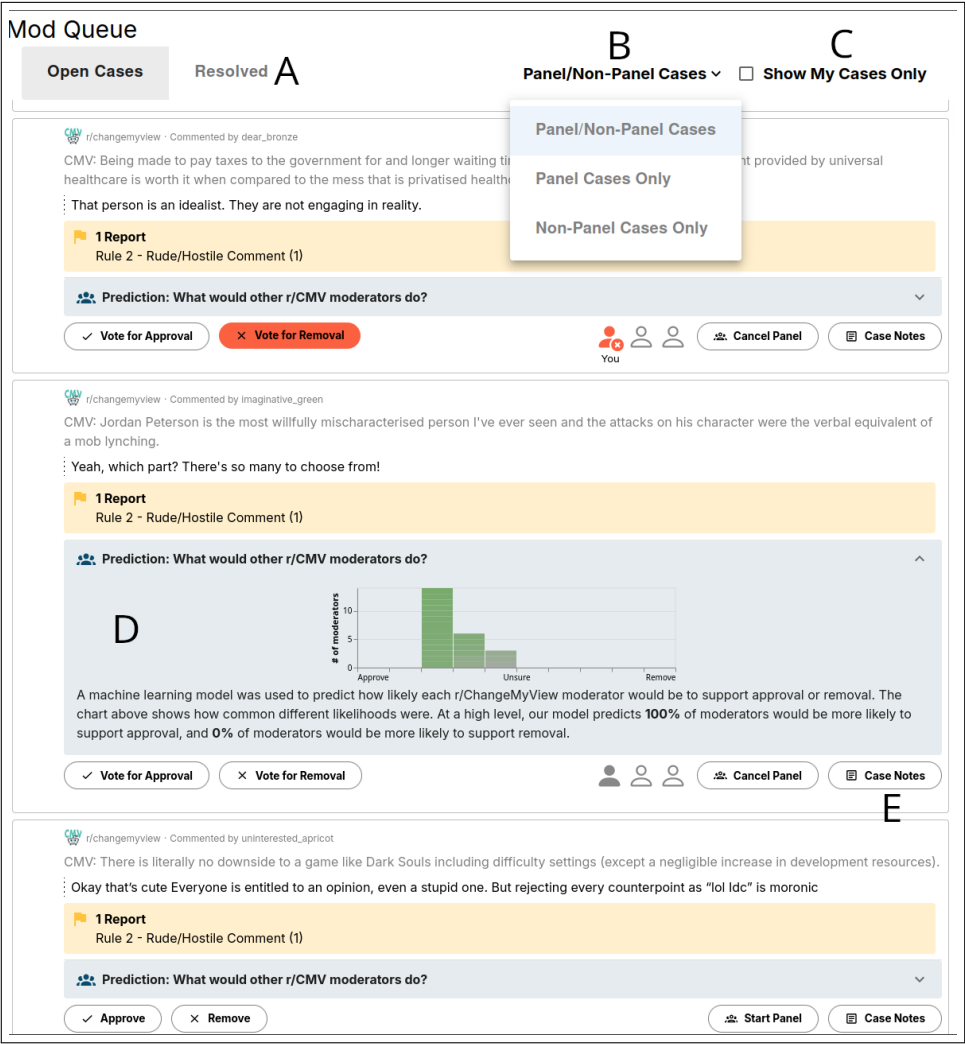 Mod Queue
Open Cases
Resolved A
B
C
Panel/Non-Panel Cases
Show My Cases Only
Panel/Non-Panel Cases
Panel Cases Only
Non-Panel Cases Only
r/changemyview · Commented by dear_bronze
CMV: Being made to pay taxes to the government for and longer waiting nt provided by universal
healthcare is worth it when compared to the mess that is privatised
That person is an idealist. They are not engaging in reality.
1 Report
Rule 2 - Rude/Hostile Comment (1)
Prediction: What would other r/CMV moderators do?
Vote for Approval
Vote for Removal
You
Cancel Panel
Case Notes
r/changemyview · Commented by imaginative_green
CMV: Jordan Peterson is the most willfully mischaracterised person I've ever seen and the attacks on his character were the verbal equivalent of
a mob lynching.
Yeah, which part? There's so many to choose from!
1 Report
Rule 2 - Rude/Hostile Comment (1)
Prediction: What would other r/CMV moderators do?
D
# of moderators
10
5
0
Approve
Unsure
Remove
A machine learning model was used to predict how likely each r/ChangeMyView moderator would be to support approval or removal. The
chart above shows how common different likelihoods were. At a high level, our model predicts 100% of moderators would be more likely to
support approval, and 0% of moderators would be more likely to support removal.
Vote for Approval
Vote for Removal
Cancel Panel
Case Notes
E
r/changemyview · Commented by uninterested_apricot
CMV: There is literally no downside to a game like Dark Souls including difficulty settings (except a negligible increase in development resources).
Okay that's cute Everyone is entitled to an opinion, even a stupid one. But rejecting every counterpoint as “lol Idc” is moronic
1 Report
Rule 2 - Rude/Hostile Comment (1)
Prediction: What would other r/CMV moderators do?
Approve
Remove
Start Panel
Case Notes